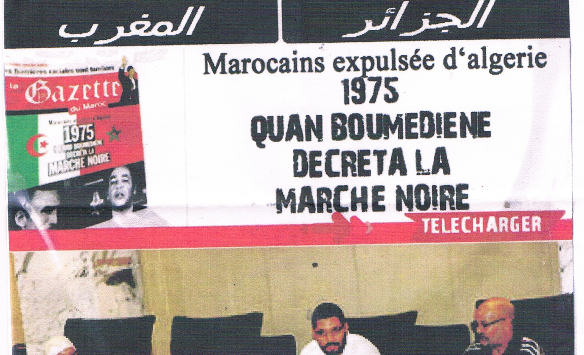 الجزائر
المغرب
Marocains expulsée d'algerie
1975
QUAN BOUMEDIENE
DECRETA LA
MARCHE NOIRE
TELECHARGER
La Gazette
du Maroc
1975
MARCHE NOIRE